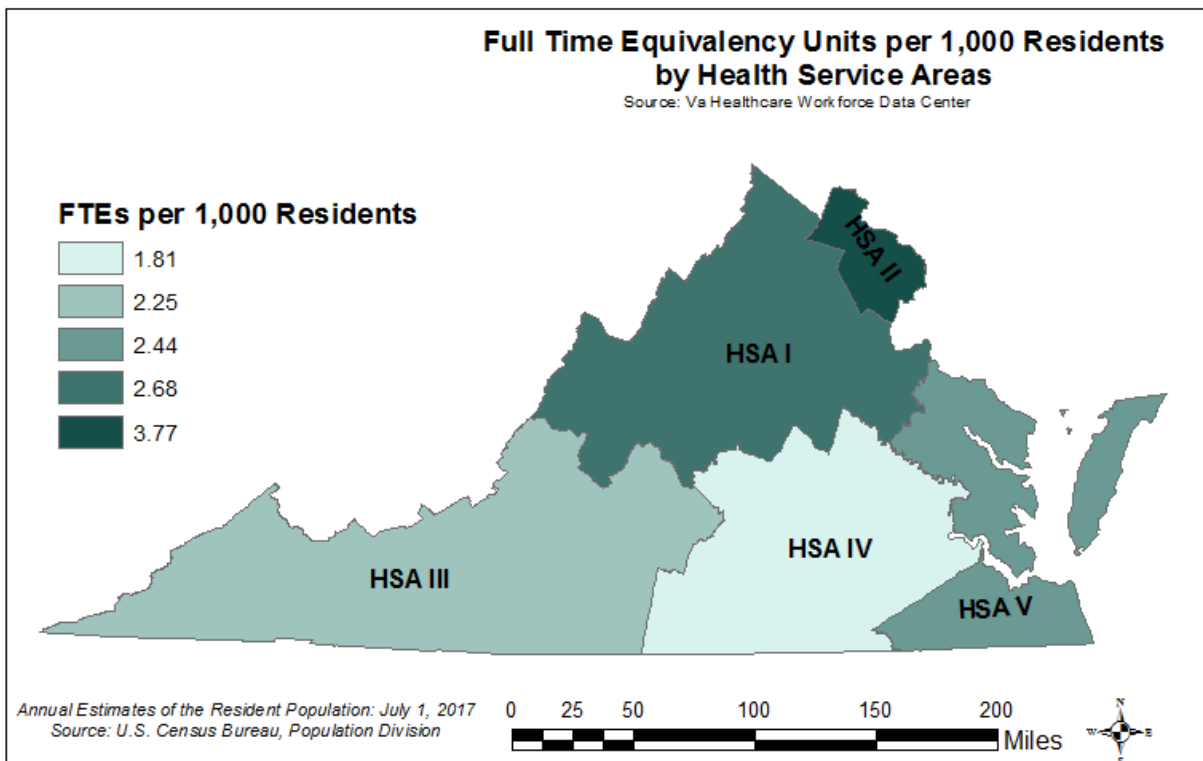 Full Time Equivalency Units per 1,000 Residents
by Health Service Areas
Source: Va Healthcare Workforce Data Center
FTEs per 1,000 Residents
1.81
2.25
2.44
2.68
3.77
HSA II
HSA I
HSA IV
HSA III
HSA V
Annual Estimates of the Resident Population: July 1, 2017
Source: U.S. Census Bureau, Population Division
0 25 50 100 150 200
Miles
N
W E
S